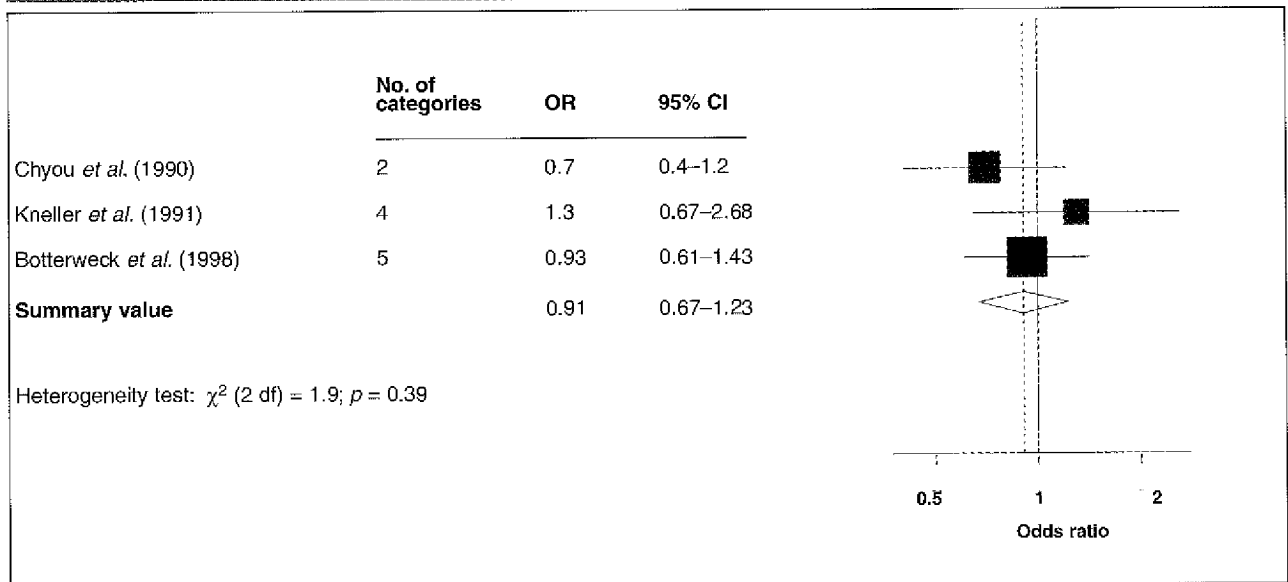 No. of categories OR 95% CI
Chyou et al. (1990) 2 0.7 0.4–1.2
Kneller et al. (1991) 4 1.3 0.67–2.68
Botterweck et al. (1998) 5 0.93 0.61–1.43
Summary value 0.91 0.67–1.23
Heterogeneity test: χ² (2 df) = 1.9; p = 0.39
0.5 1 2
Odds ratio